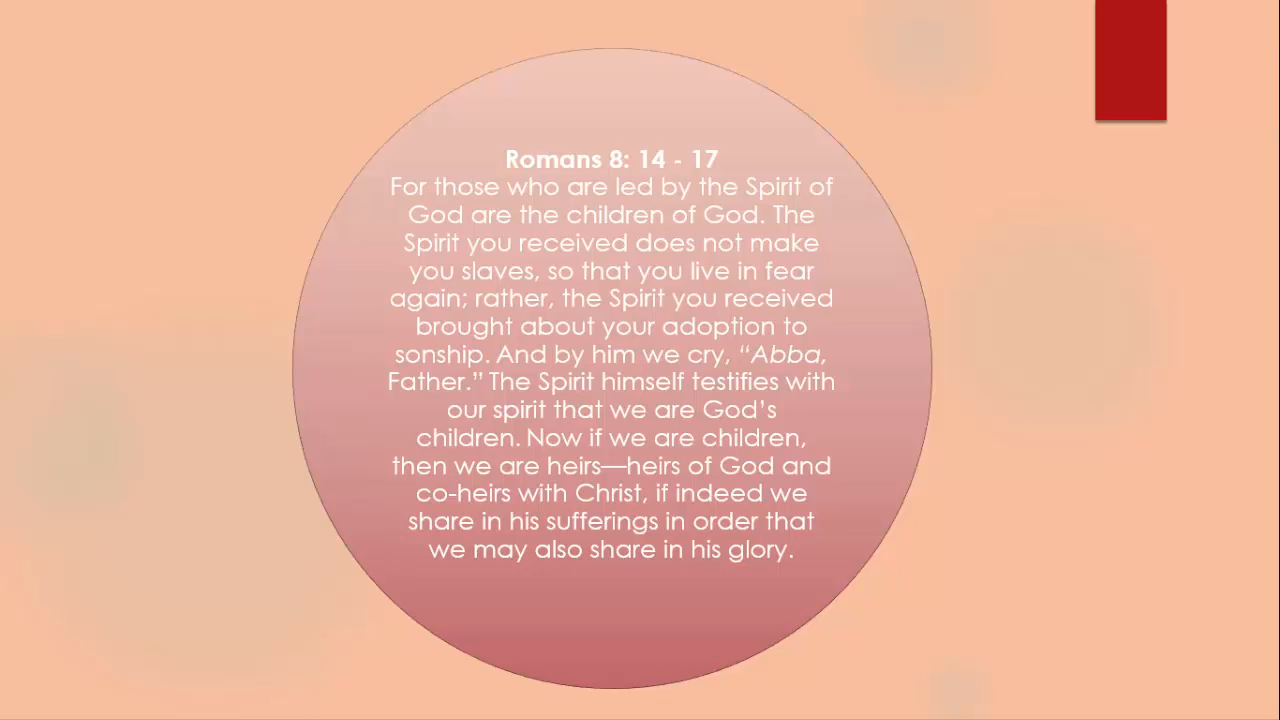 Romans 8: 14 - 17
For those who are led by the Spirit of
God are the children of God. The
Spirit you received does not make
you slaves, so that you live in fear
again; rather, the Spirit you received
brought about your adoption to
sonship. And by him we cry, “Abba,
Father.” The Spirit himself testifies with
our spirit that we are God’s
children. Now if we are children,
then we are heirs—heirs of God and
co-heirs with Christ, if indeed we
share in his sufferings in order that
we may also share in his glory.